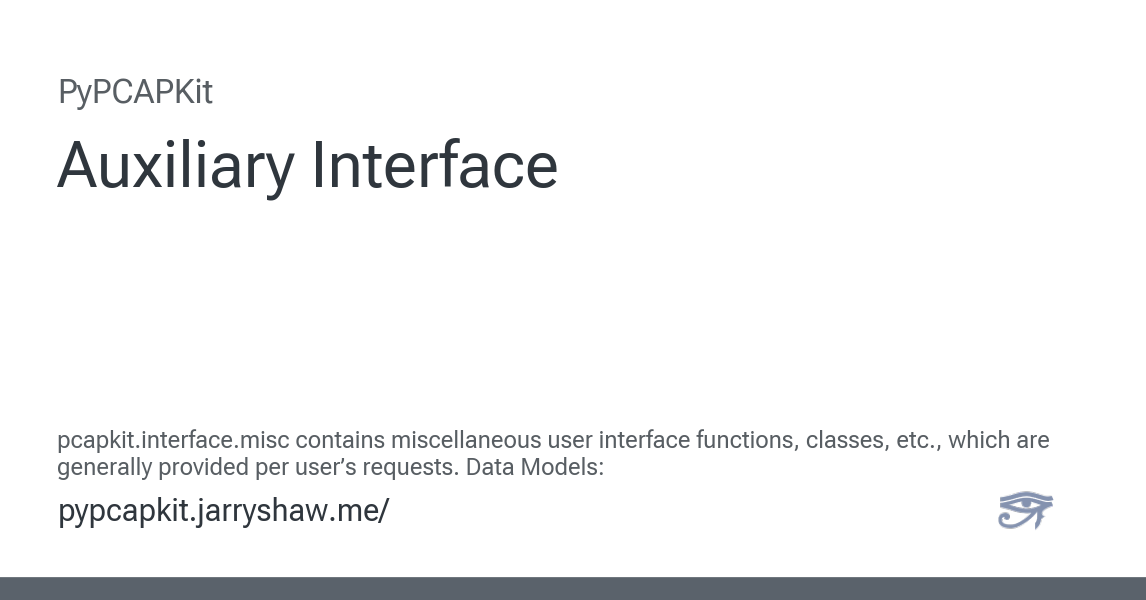 PyPCAPKit
Auxiliary Interface
pcapkit.interface.misc contains miscellaneous user interface functions, classes, etc., which are
generally provided per user’s requests. Data Models:
pypcapkit.jarryshaw.me/